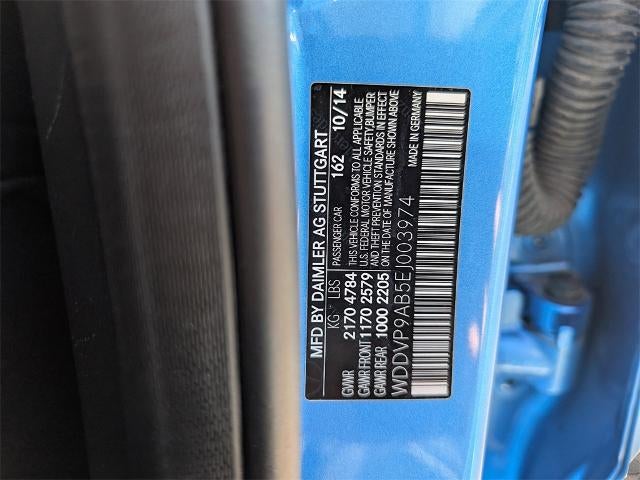 MFD BY DAIMLER AG STUTTGART
PASSENGER CAR 162 10/14
KG LBS
GVWR 2170 4784
GAWR FRONT 1170 2579
GAWR REAR 1000 2205
THIS VEHICLE CONFORMS TO ALL APPLICABLE
U.S. FEDERAL MOTOR VEHICLE SAFETY, BUMPER
AND THEFT PREVENTION STANDARDS IN EFFECT
ON THE DATE OF MANUFACTURE SHOWN ABOVE
WDDVP9AB5EJ003974
MADE IN GERMANY